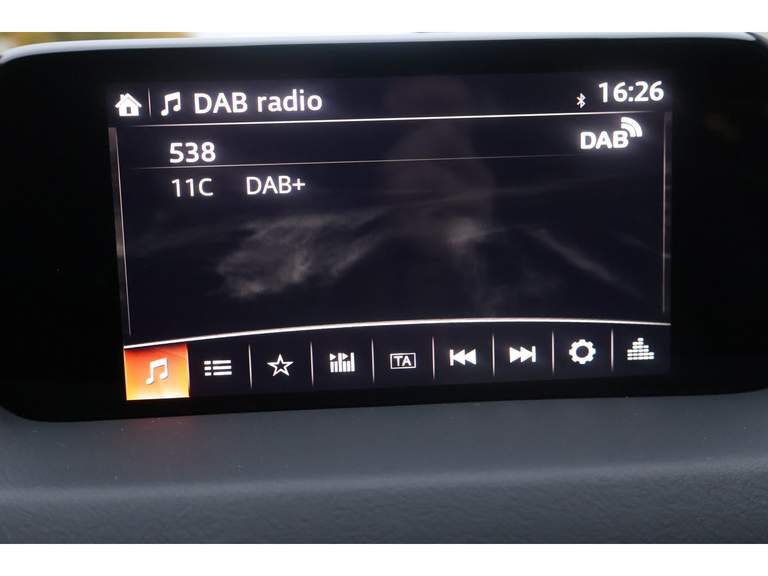 DAB radio 16:26
538 DAB
11C DAB+
TA